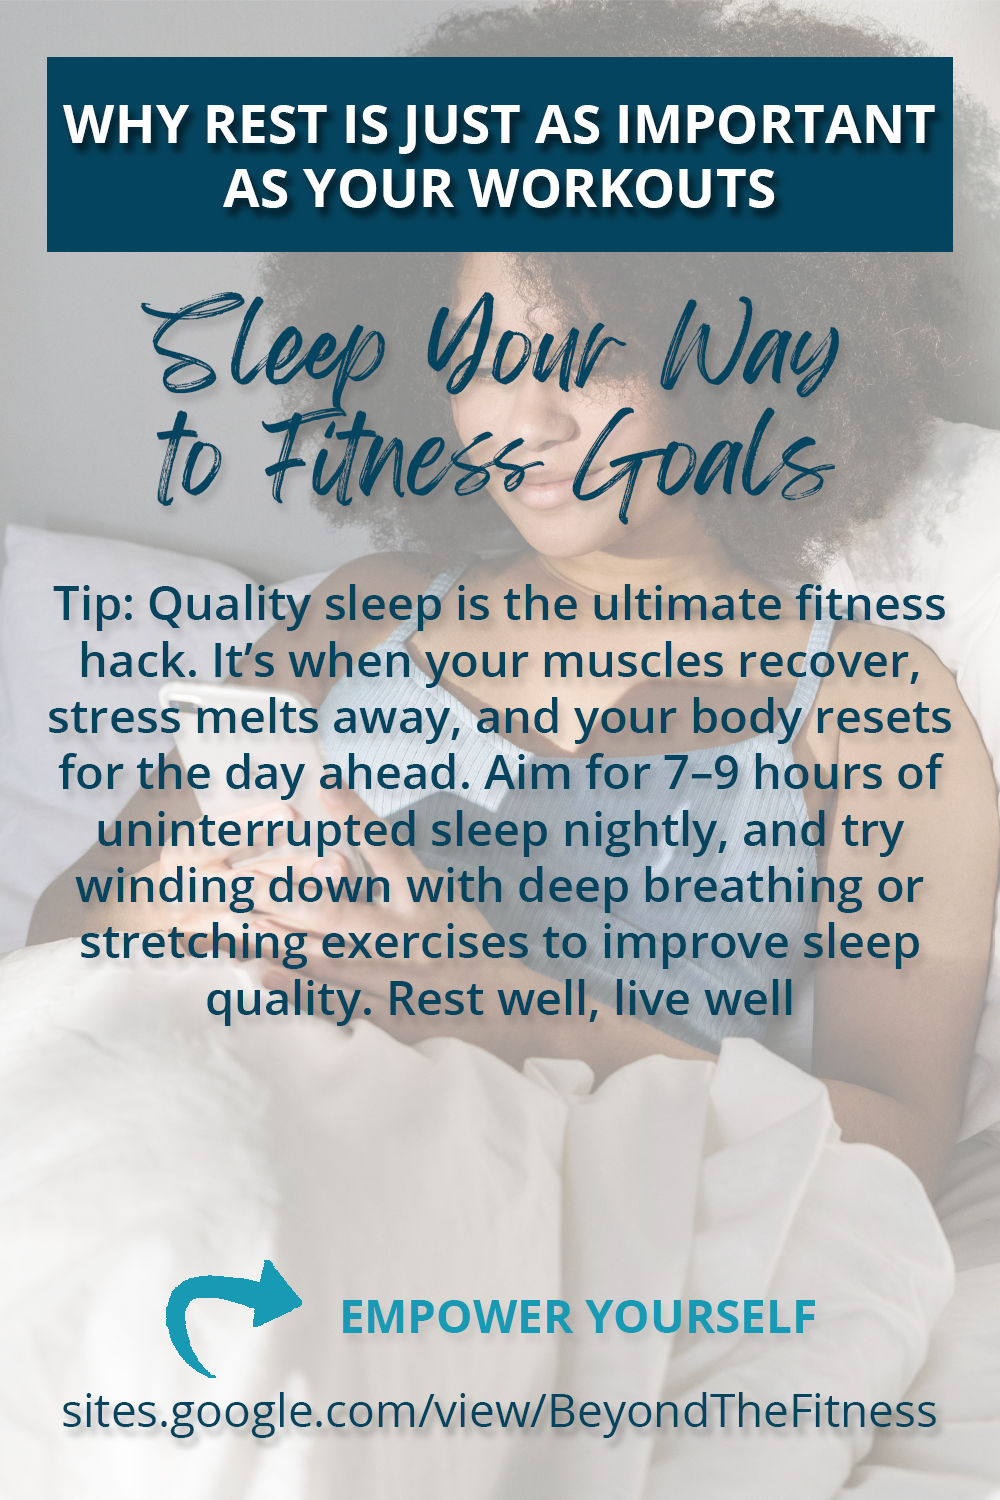 WHY REST IS JUST AS IMPORTANT
AS YOUR WORKOUTS
Sleep Your Way
to Fitness Goals
Tip: Quality sleep is the ultimate fitness
hack. It’s when your muscles recover,
stress melts away, and your body resets
for the day ahead. Aim for 7–9 hours of
uninterrupted sleep nightly, and try
winding down with deep breathing or
stretching exercises to improve sleep
quality. Rest well, live well
EMPOWER YOURSELF
sites.google.com/view/BeyondTheFitness